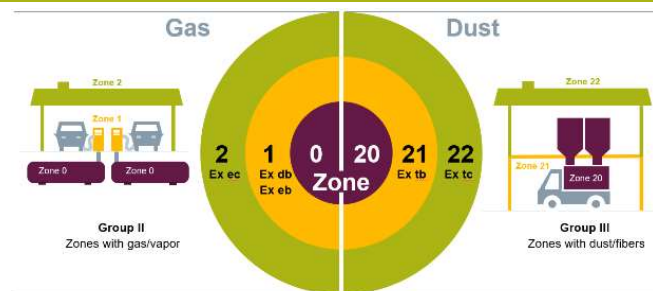 Gas
Dust
Zone 2
Zone 1
Zone 0
Zone 0
Group II
Zones with gas/vapor
2
Ex ec
1
Ex db
Ex eb
0
20
Zone
21
Ex tb
22
Ex tc
Zone 22
Zone 21
Zone 20
Group III
Zones with dust/fibers